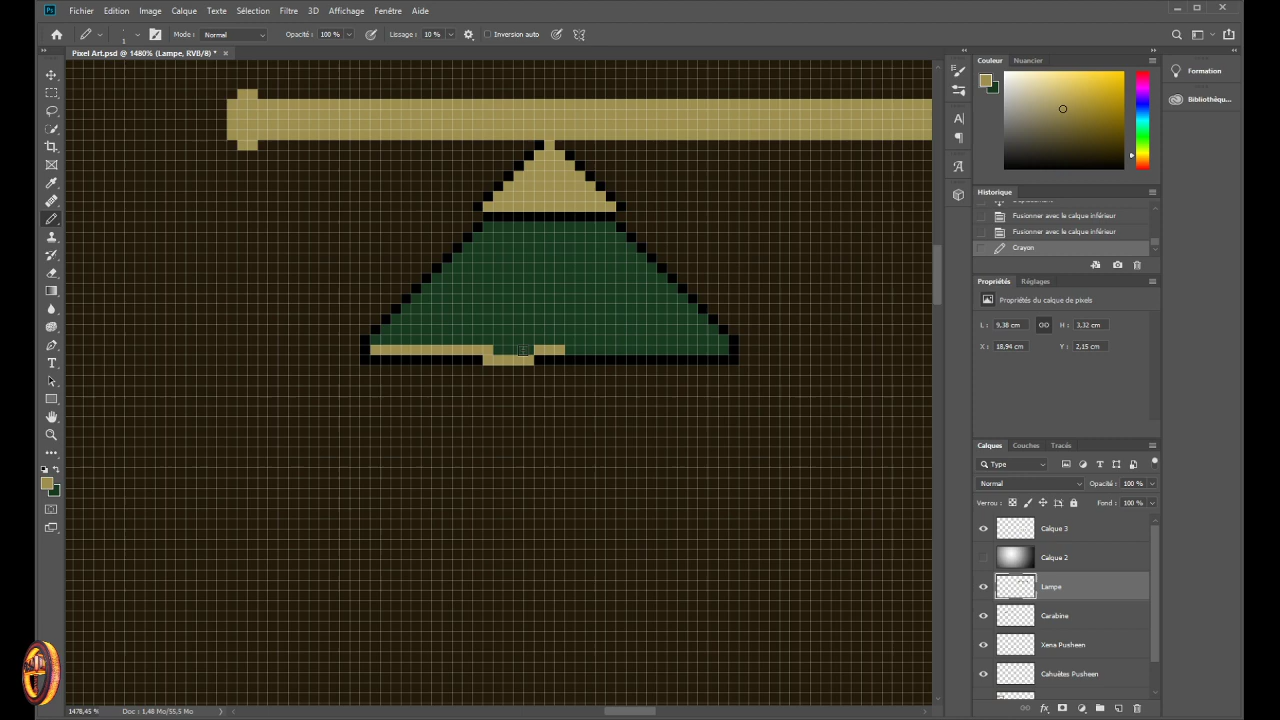 Ps Fichier Edition Image Calque Texte Sélection Filtre 3D Affichage Fenêtre Aide
1 Mode : Normal Opacité : 100 % Lissage : 10 % Inversion auto
Pixel Art.psd @ 1480% (Lampe, RVB/8) * ×
Couleur Nuancier
Formation
Bibliothèqu...
Historique
Fusionner avec le calque inférieur
Fusionner avec le calque inférieur
Crayon
Propriétés Réglages
Propriétés du calque de pixels
L : 9,38 cm H : 3,32 cm
X : 18,94 cm Y : 2,15 cm
Calques Couches Tracés
Type
Normal Opacité : 100 %
Verrou : Fond : 100 %
Calque 3
Calque 2
Lampe
Carabine
Xena Pusheen
Cahuètes Pusheen
1478,45 % Doc : 1,48 Mo/55,5 Mo